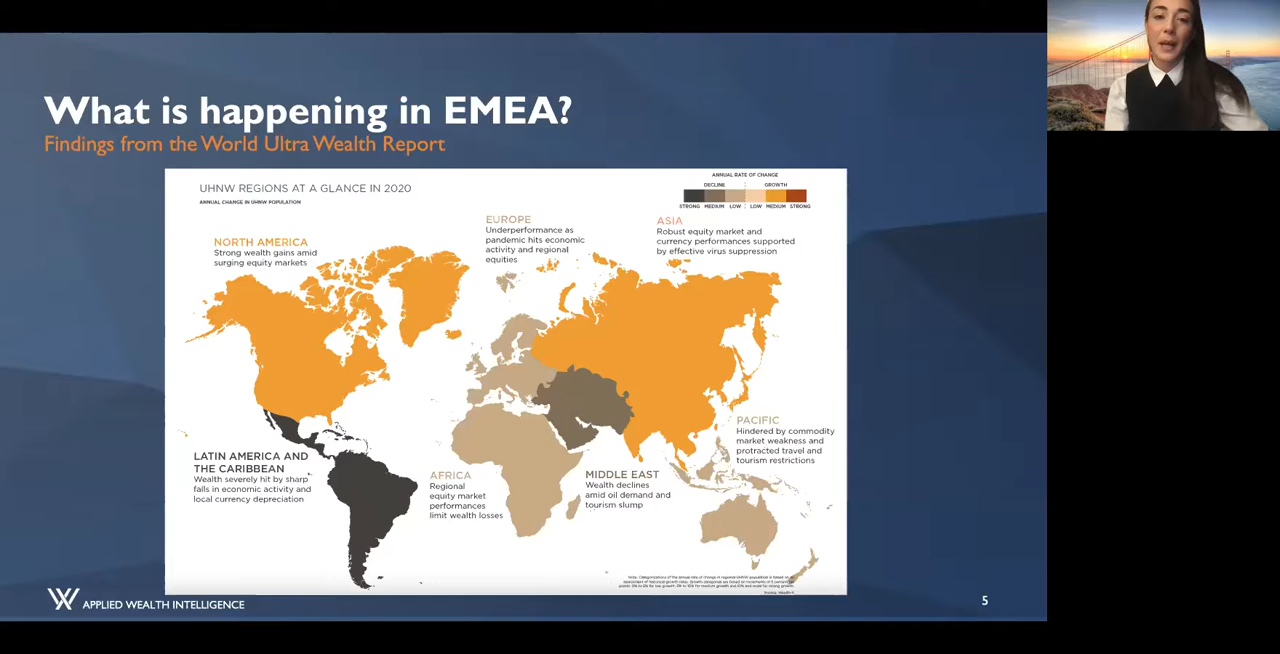 What is happening in EMEA?
Findings from the World Ultra Wealth Report
UHNW REGIONS AT A GLANCE IN 2020
ANNUAL CHANGE IN UHNW POPULATION
ANNUAL RATE OF CHANGE
DECLINE
GROWTH
STRONG MEDIUM LOW LOW MEDIUM STRONG
NORTH AMERICA
Strong wealth gains amid
surging equity markets
EUROPE
Underperformance as
pandemic hits economic
activity and regional
equities
ASIA
Robust equity market and
currency performances supported
by effective virus suppression
LATIN AMERICA AND
THE CARIBBEAN
Wealth severely hit by sharp
falls in economic activity and
local currency depreciation
AFRICA
Regional
equity market
performances
limit wealth losses
MIDDLE EAST
Wealth declines
amid oil demand and
tourism slump
PACIFIC
Hindered by commodity
market weakness and
protracted travel and
tourism restrictions
APPLIED WEALTH INTELLIGENCE
5